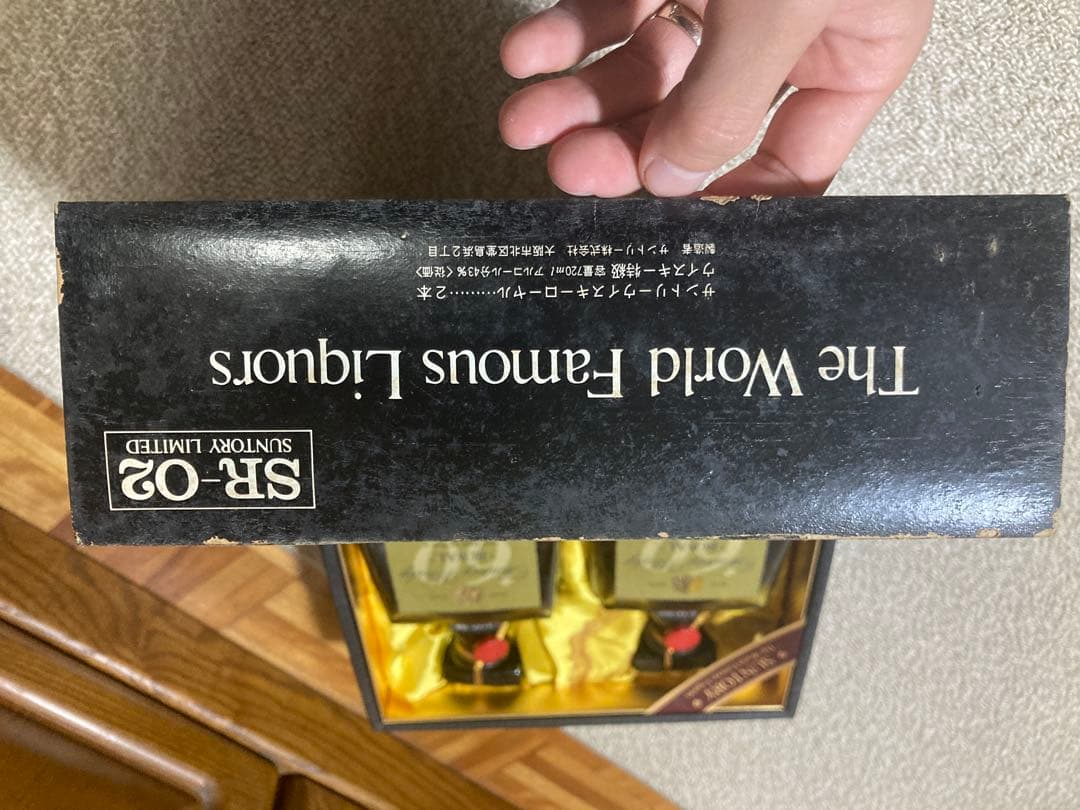 SR-02
SUNTORY LIMITED
The World Famous Liquors
サントリーウイスキーローヤル………2本
ウイスキー特級 容量720ml アルコール分43%〈従価〉
製造者 サントリー株式会社 大阪市北区堂島浜2丁目
'60
'60
SUNTORY